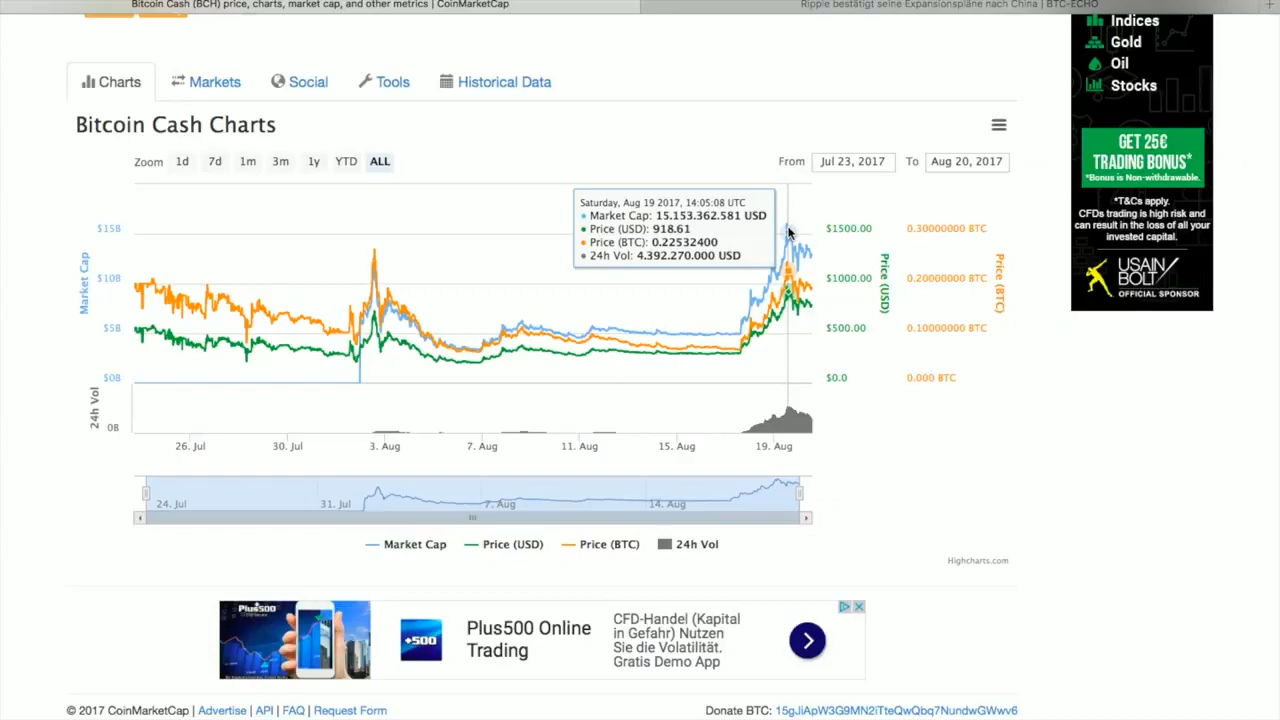 Bitcoin Cash (BCH) price, charts, market cap, and other metrics | CoinMarketCap
Ripple bestätigt seine Expansionspläne nach China | BTC-ECHO
Indices
Gold
Oil
Stocks
Charts
Markets
Social
Tools
Historical Data
Bitcoin Cash Charts
Zoom
1d
7d
1m
3m
1y
YTD
ALL
From
Jul 23, 2017
To
Aug 20, 2017
GET 25€
TRADING BONUS*
*Bonus is Non-withdrawable.
*T&Cs apply.
CFDs trading is high risk and
can result in the loss of all your
invested capital.
USAIN
BOLT
OFFICIAL SPONSOR
Saturday, Aug 19 2017, 14:05:08 UTC
Market Cap: 15.153.362.581 USD
Price (USD): 918.61
Price (BTC): 0.22532400
24h Vol: 4.392.270.000 USD
$15B
$10B
$5B
$0B
Market Cap
24h Vol
0B
$1500.00
$1000.00
$500.00
$0.0
Price (USD)
0.30000000 BTC
0.20000000 BTC
0.10000000 BTC
0.000 BTC
Price (BTC)
26. Jul
30. Jul
3. Aug
7. Aug
11. Aug
15. Aug
19. Aug
24. Jul
31. Jul
7. Aug
14. Aug
Market Cap
Price (USD)
Price (BTC)
24h Vol
Highcharts.com
Plus500
+500
Plus500 Online
Trading
CFD-Handel (Kapital
in Gefahr) Nutzen
Sie die Volatilität.
Gratis Demo App
© 2017 CoinMarketCap | Advertise | API | FAQ | Request Form
Donate BTC: 15gJiApW3G9MN2iTteQwQbq7NundwGWwv6